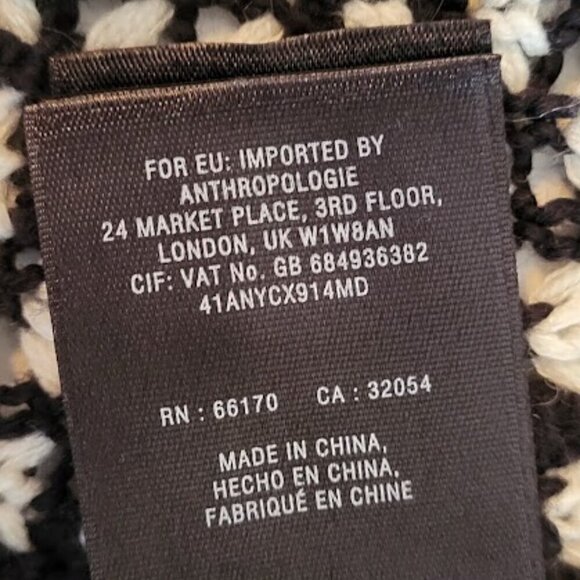 FOR EU: IMPORTED BY
ANTHROPOLOGIE
24 MARKET PLACE, 3RD FLOOR,
LONDON, UK W1W8AN
CIF: VAT No. GB 684936382
41ANYCX914MD
RN : 66170 CA : 32054
MADE IN CHINA,
HECHO EN CHINA,
FABRIQUÉ EN CHINE